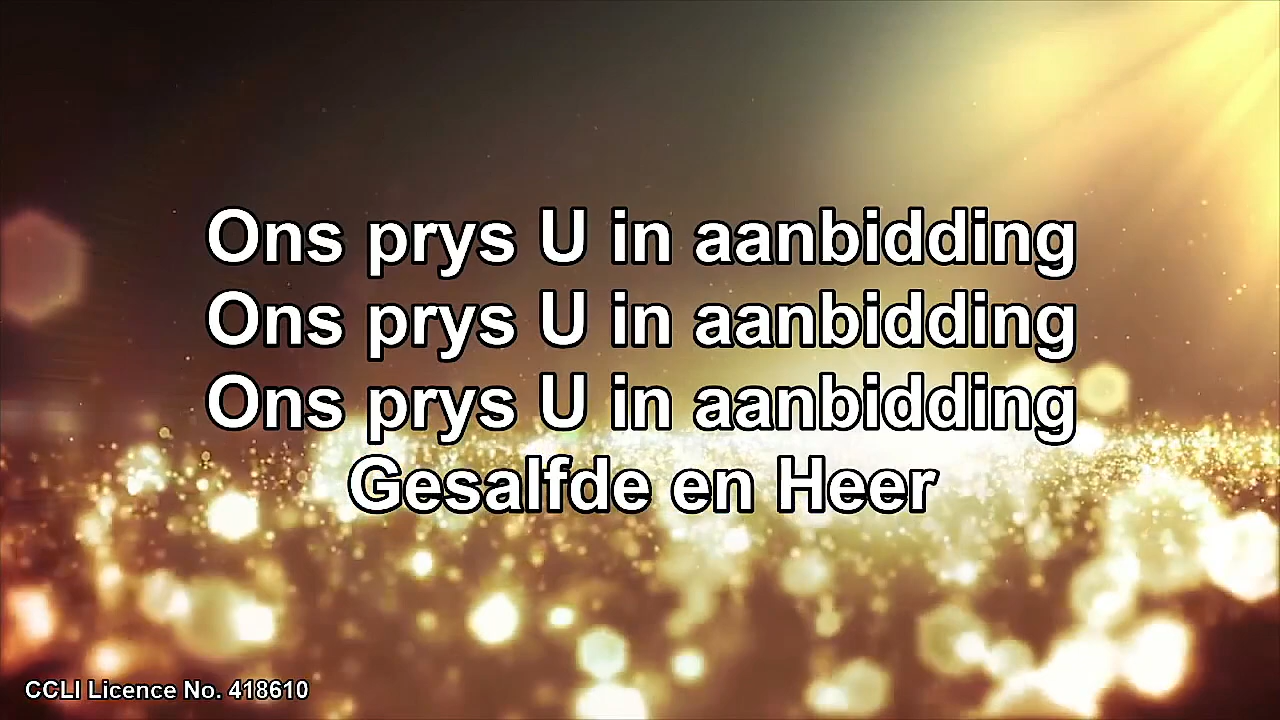 Ons prys U in aanbidding
Ons prys U in aanbidding
Ons prys U in aanbidding
Gesalfde en Heer
CCLI Licence No. 418610